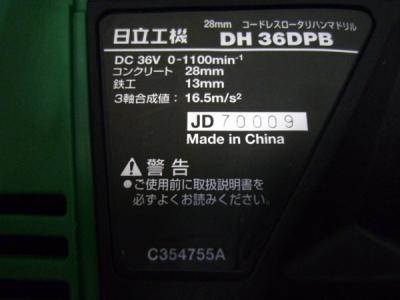 28mm コードレスロータリハンマドリル
日立工機 DH 36DPB
DC 36V 0-1100min⁻¹
コンクリート 28mm
鉄工 13mm
3軸合成値: 16.5m/s²
JD 70009
Made in China
⚠警告
●ご使用前に取扱説明書を
必ずよくお読みください。
C354755A